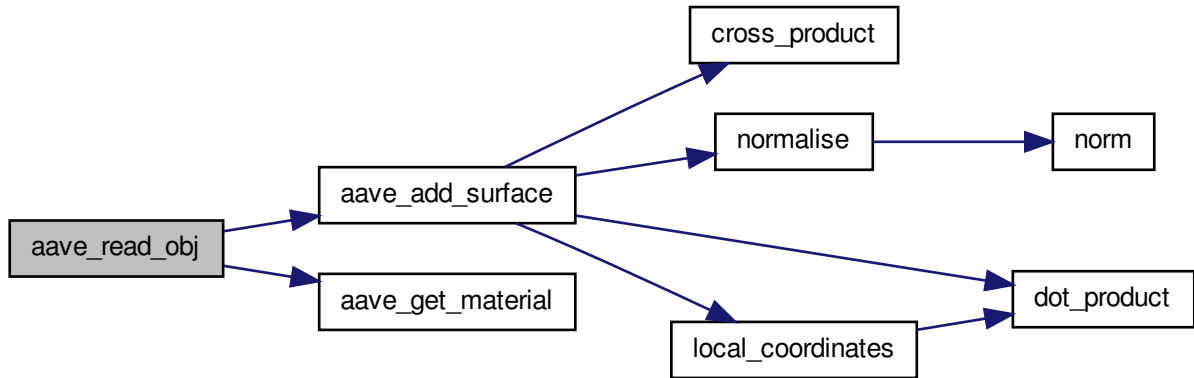 cross_product
normalise
norm
aave_add_surface
aave_read_obj
aave_get_material
dot_product
local_coordinates